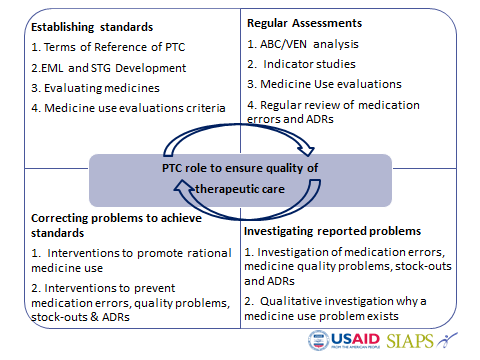 Establishing standards
1. Terms of Reference of PTC
2.EML and STG Development
3. Evaluating medicines
4. Medicine use evaluations criteria
Regular Assessments
1. ABC/VEN analysis
2. Indicator studies
3. Medicine Use evaluations
4. Regular review of medication
errors and ADRs
PTC role to ensure quality of
therapeutic care
Correcting problems to achieve
standards
1. Interventions to promote rational
medicine use
2. Interventions to prevent
medication errors, quality problems,
stock-outs & ADRs
Investigating reported problems
1. Investigation of medication errors,
medicine quality problems, stock-outs
and ADRs
2. Qualitative investigation why a
medicine use problem exists
USAID SIAPS
FROM THE AMERICAN PEOPLE